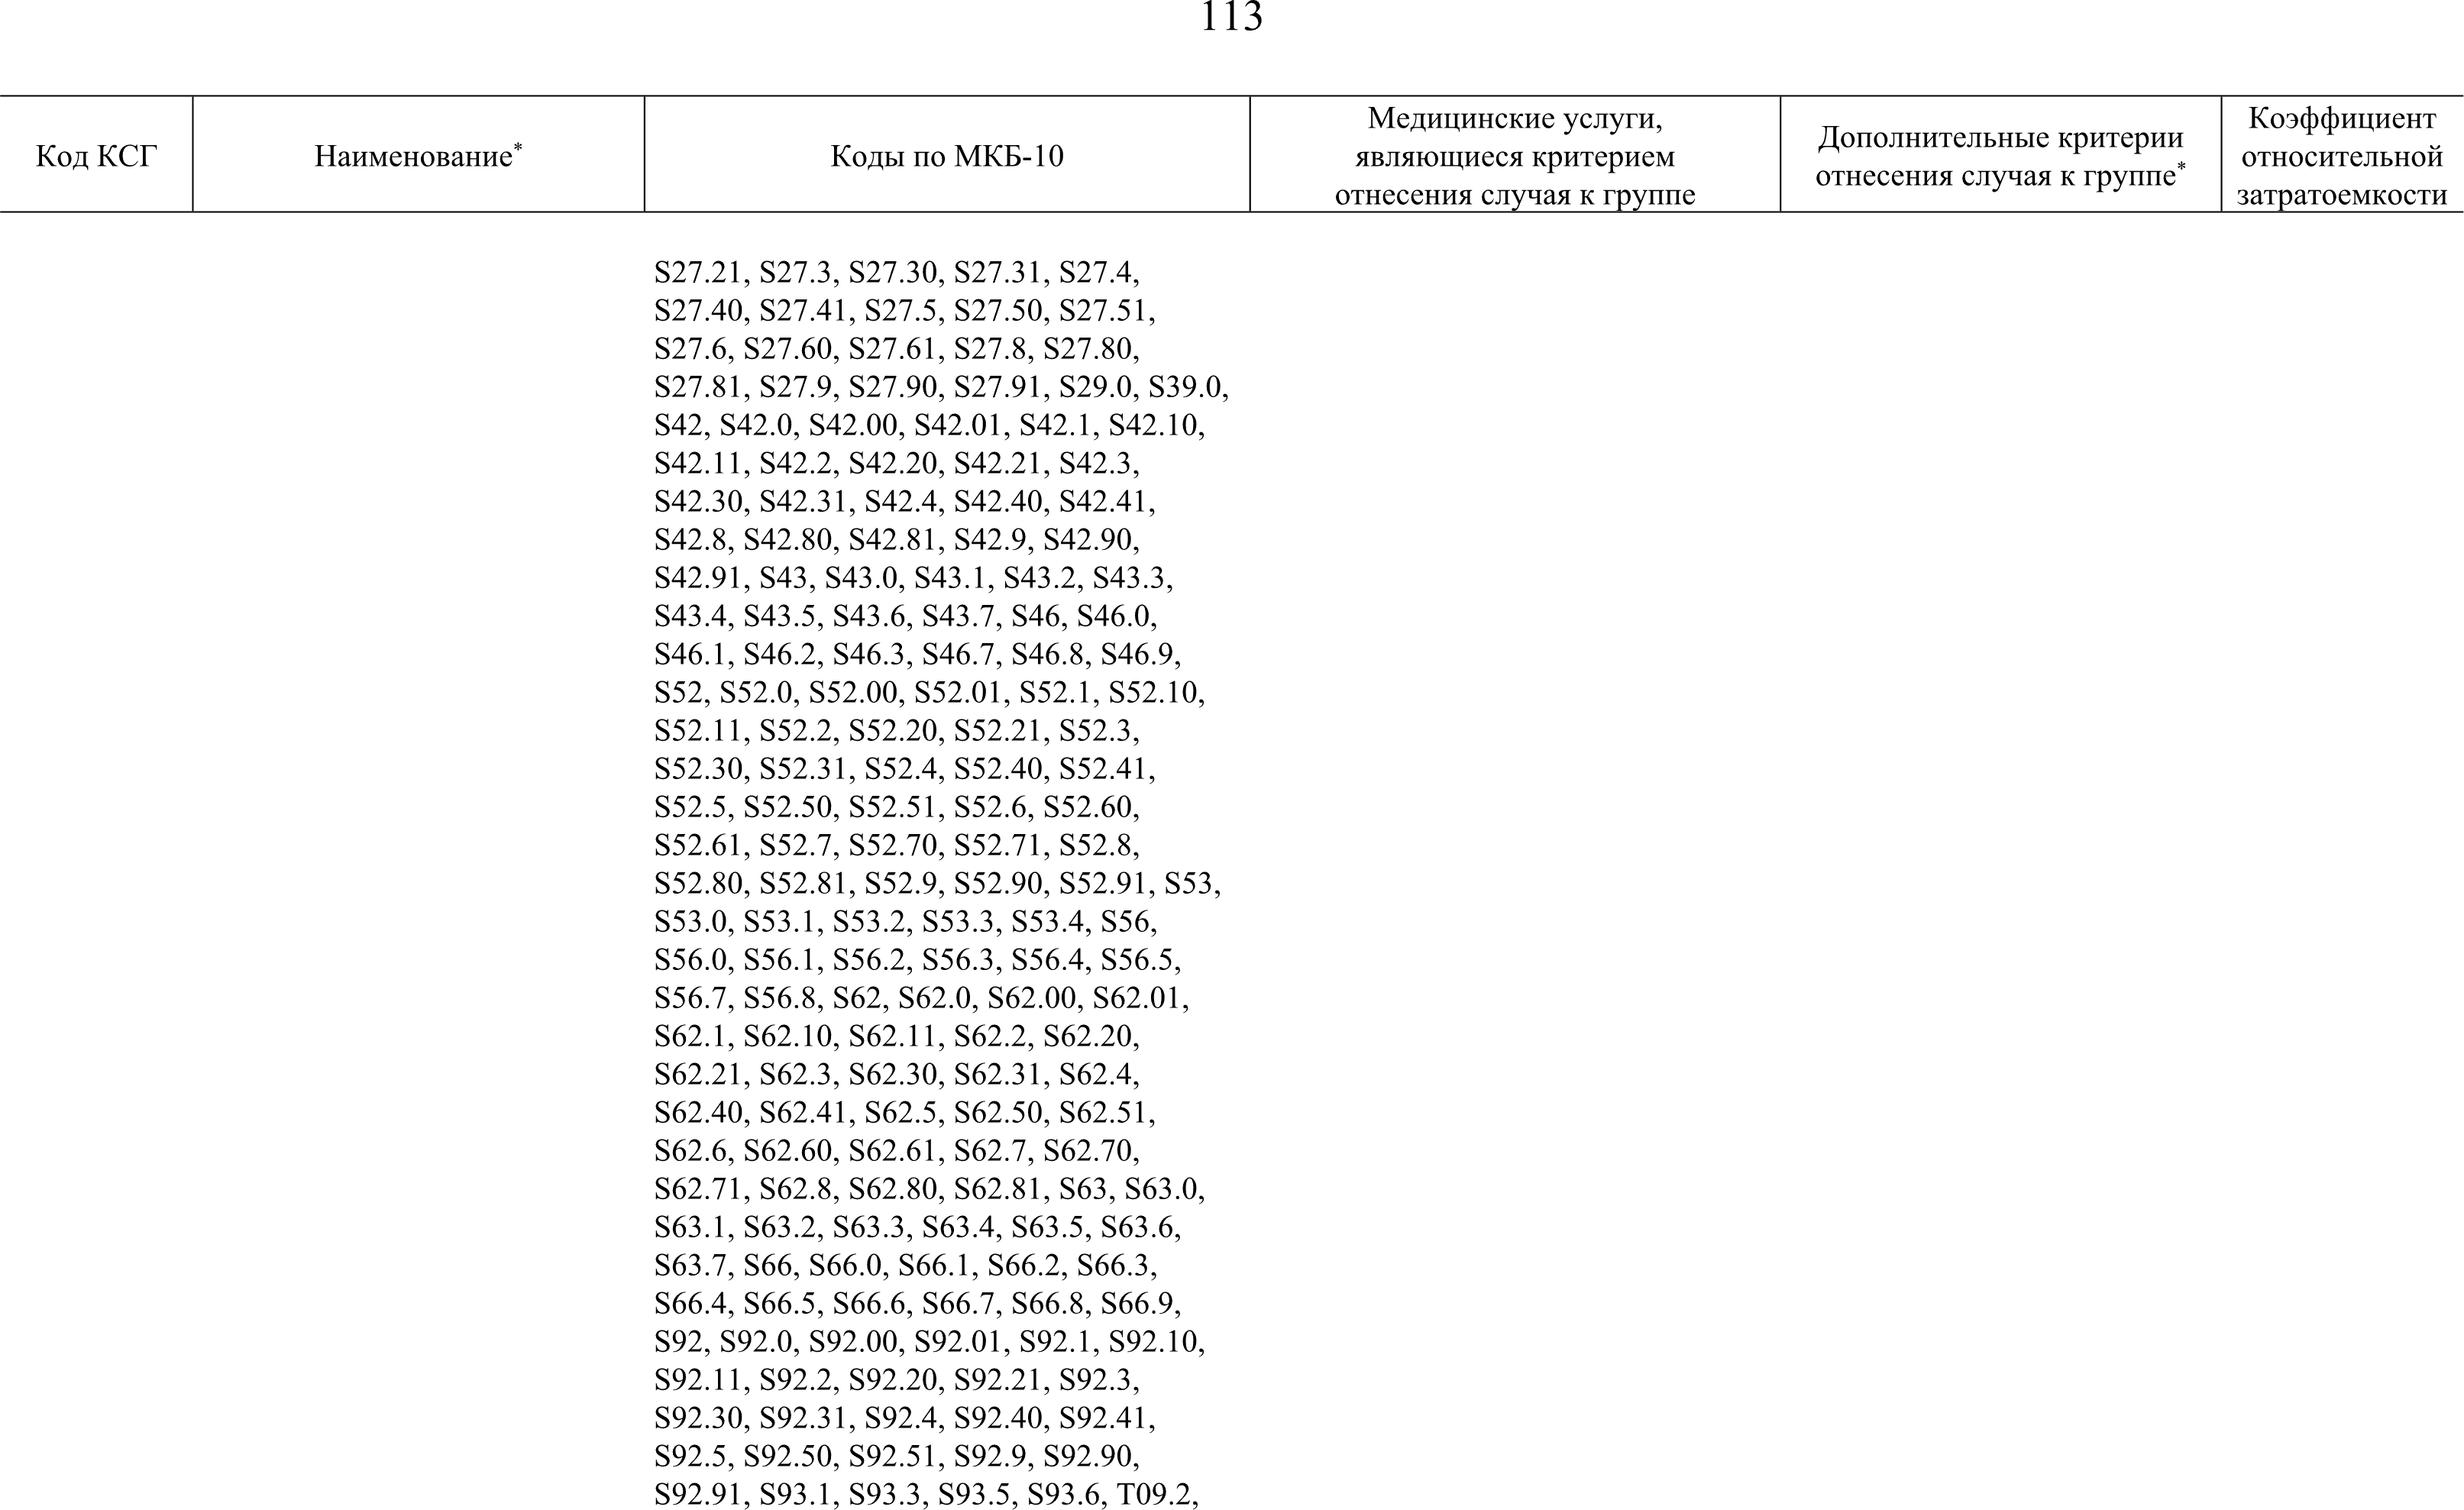 113
Код КСГ
Наименование*
Коды по МКБ-10
Медицинские услуги,
являющиеся критерием
отнесения случая к группе
Дополнительные критерии
отнесения случая к группе*
Коэффициент
относительной
затратоемкости
S27.21, S27.3, S27.30, S27.31, S27.4,
S27.40, S27.41, S27.5, S27.50, S27.51,
S27.6, S27.60, S27.61, S27.8, S27.80,
S27.81, S27.9, S27.90, S27.91, S29.0, S39.0,
S42, S42.0, S42.00, S42.01, S42.1, S42.10,
S42.11, S42.2, S42.20, S42.21, S42.3,
S42.30, S42.31, S42.4, S42.40, S42.41,
S42.8, S42.80, S42.81, S42.9, S42.90,
S42.91, S43, S43.0, S43.1, S43.2, S43.3,
S43.4, S43.5, S43.6, S43.7, S46, S46.0,
S46.1, S46.2, S46.3, S46.7, S46.8, S46.9,
S52, S52.0, S52.00, S52.01, S52.1, S52.10,
S52.11, S52.2, S52.20, S52.21, S52.3,
S52.30, S52.31, S52.4, S52.40, S52.41,
S52.5, S52.50, S52.51, S52.6, S52.60,
S52.61, S52.7, S52.70, S52.71, S52.8,
S52.80, S52.81, S52.9, S52.90, S52.91, S53,
S53.0, S53.1, S53.2, S53.3, S53.4, S56,
S56.0, S56.1, S56.2, S56.3, S56.4, S56.5,
S56.7, S56.8, S62, S62.0, S62.00, S62.01,
S62.1, S62.10, S62.11, S62.2, S62.20,
S62.21, S62.3, S62.30, S62.31, S62.4,
S62.40, S62.41, S62.5, S62.50, S62.51,
S62.6, S62.60, S62.61, S62.7, S62.70,
S62.71, S62.8, S62.80, S62.81, S63, S63.0,
S63.1, S63.2, S63.3, S63.4, S63.5, S63.6,
S63.7, S66, S66.0, S66.1, S66.2, S66.3,
S66.4, S66.5, S66.6, S66.7, S66.8, S66.9,
S92, S92.0, S92.00, S92.01, S92.1, S92.10,
S92.11, S92.2, S92.20, S92.21, S92.3,
S92.30, S92.31, S92.4, S92.40, S92.41,
S92.5, S92.50, S92.51, S92.9, S92.90,
S92.91, S93.1, S93.3, S93.5, S93.6, T09.2,